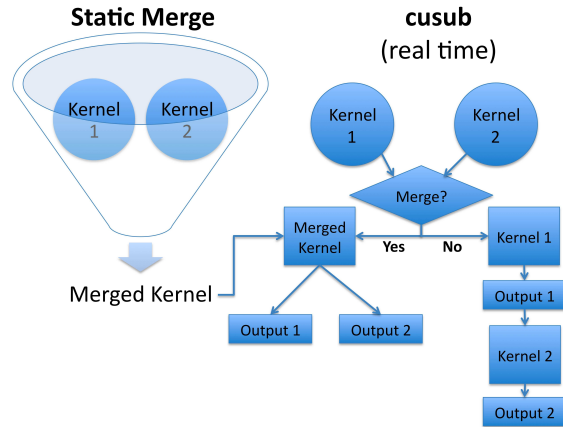 Static Merge
Kernel
1
Kernel
2
Merged Kernel
cusub
(real time)
Kernel
1
Kernel
2
Merge?
Yes
No
Merged
Kernel
Output 1
Output 2
Kernel 1
Output 1
Kernel 2
Output 2